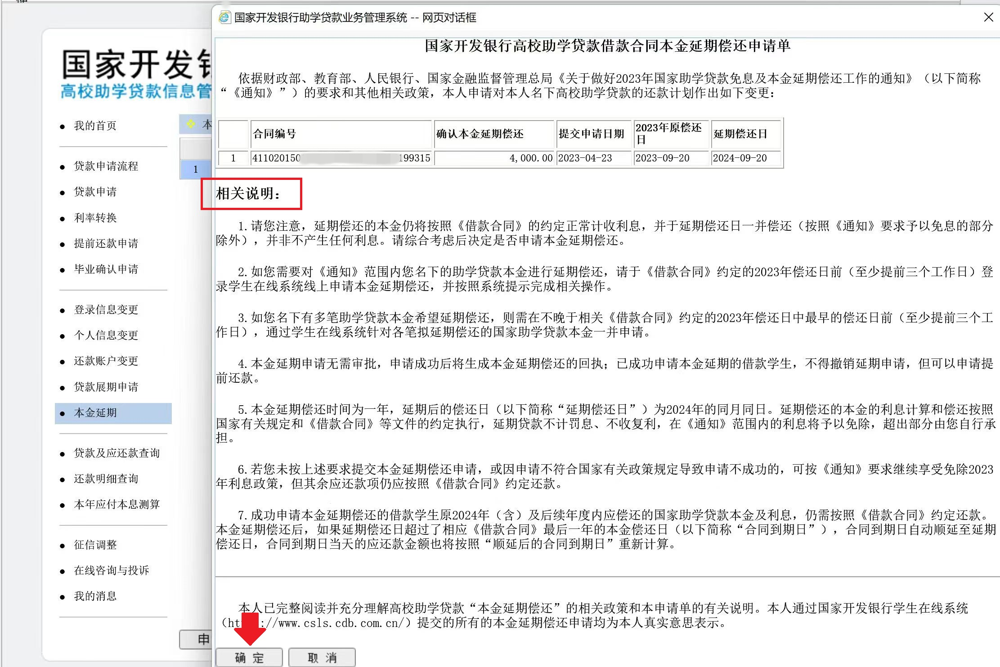 国家开发银行助学贷款业务管理系统 -- 网页对话框
国家开发
高校助学贷款信息管
我的首页
贷款申请流程
贷款申请
利率转换
提前还款申请
毕业确认申请
登录信息变更
个人信息变更
还款账户变更
贷款展期申请
本金延期
贷款及应还款查询
还款明细查询
本年应付本息测算
征信调整
在线咨询与投诉
我的消息
本
1
申
国家开发银行高校助学贷款借款合同本金延期偿还申请单
依据财政部、教育部、人民银行、国家金融监督管理总局《关于做好2023年国家助学贷款免息及本金延期偿还工作的通知》（以下简称
“《通知》”）的要求和其他相关政策，本人申请对本人名下高校助学贷款的还款计划作出如下变更：
合同编号 确认本金延期偿还 提交申请日期 2023年原偿还 延期偿还日
日
1 411020150 199315 4,000.00 2023-04-23 2023-09-20 2024-09-20
相关说明：
1.请您注意，延期偿还的本金仍将按照《借款合同》的约定正常计收利息，并于延期偿还日一并偿还（按照《通知》要求予以免息的部分
除外），并非不产生任何利息。请综合考虑后决定是否申请本金延期偿还。
2.如您需要对《通知》范围内您名下的助学贷款本金进行延期偿还，请于《借款合同》约定的2023年偿还日前（至少提前三个工作日）登
录学生在线系统线上申请本金延期偿还，并按照系统提示完成相关操作。
3.如您名下有多笔助学贷款本金希望延期偿还，则需在不晚于相关《借款合同》约定的2023年偿还日中最早的偿还日前（至少提前三个工
作日），通过学生在线系统针对各笔拟延期偿还的国家助学贷款本金一并申请。
4.本金延期申请无需审批，申请成功后将生成本金延期偿还的回执；已成功申请本金延期的借款学生，不得撤销延期申请，但可以申请提
前还款。
5.本金延期偿还时间为一年，延期后的偿还日（以下简称“延期偿还日”）为2024年的同月同日。延期偿还的本金的利息计算和偿还按照
国家有关规定和《借款合同》等文件的约定执行，延期贷款不计罚息、不收复利，在《通知》范围内的利息将予以免除，超出部分由您自行承
担。
6.若您未按上述要求提交本金延期偿还申请，或因申请不符合国家有关政策规定导致申请不成功的，可按《通知》要求继续享受免除2023
年利息政策，但其余应还款项仍应按照《借款合同》约定还款。
7.成功申请本金延期偿还的借款学生原2024年（含）及后续年度内应偿还的国家助学贷款本金及利息，仍需按照《借款合同》约定还款。
本金延期偿还后，如果延期偿还日超过了相应《借款合同》最后一年的本金偿还日（以下简称“合同到期日”），合同到期日自动顺延至延期
偿还日，合同到期日当天的应还款金额也将按照“顺延后的合同到期日”重新计算。
本人已完整阅读并充分理解高校助学贷款“本金延期偿还”的相关政策和本申请单的有关说明。本人通过国家开发银行学生在线系统
（ht ://www.csls.cdb.com.cn/）提交的所有的本金延期偿还申请均为本人真实意思表示。
确 定 取 消